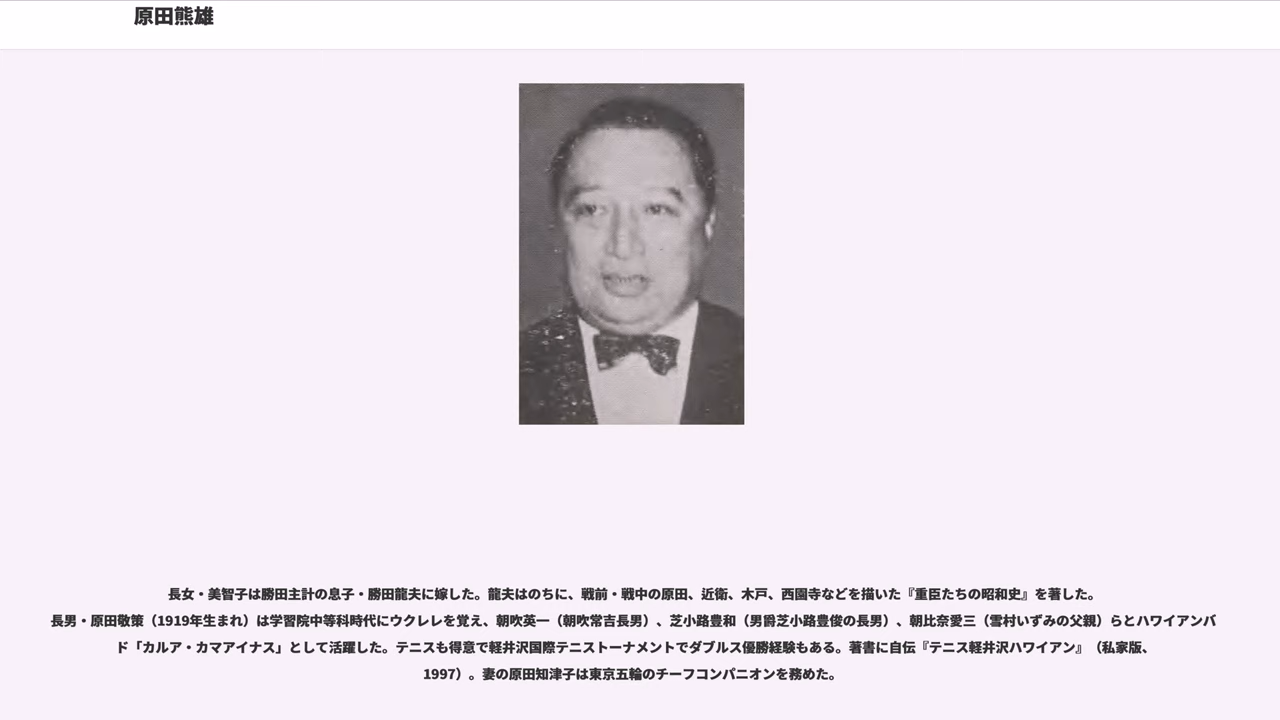 原田熊雄
長女・美智子は勝田主計の息子・勝田龍夫に嫁した。龍夫はのちに、戦前・戦中の原田、近衛、木戸、西園寺などを描いた『重臣たちの昭和史』を著した。
長男・原田敬策（1919年生まれ）は学習院中等科時代にウクレレを覚え、朝吹英一（朝吹常吉長男）、芝小路豊和（男爵芝小路豊俊の長男）、朝比奈愛三（雪村いずみの父親）らとハワイアンバ
ド「カルア・カマアイナス」として活躍した。テニスも得意で軽井沢国際テニストーナメントでダブルス優勝経験もある。著書に自伝『テニス軽井沢ハワイアン』（私家版、
1997）。妻の原田知津子は東京五輪のチーフコンパニオンを務めた。